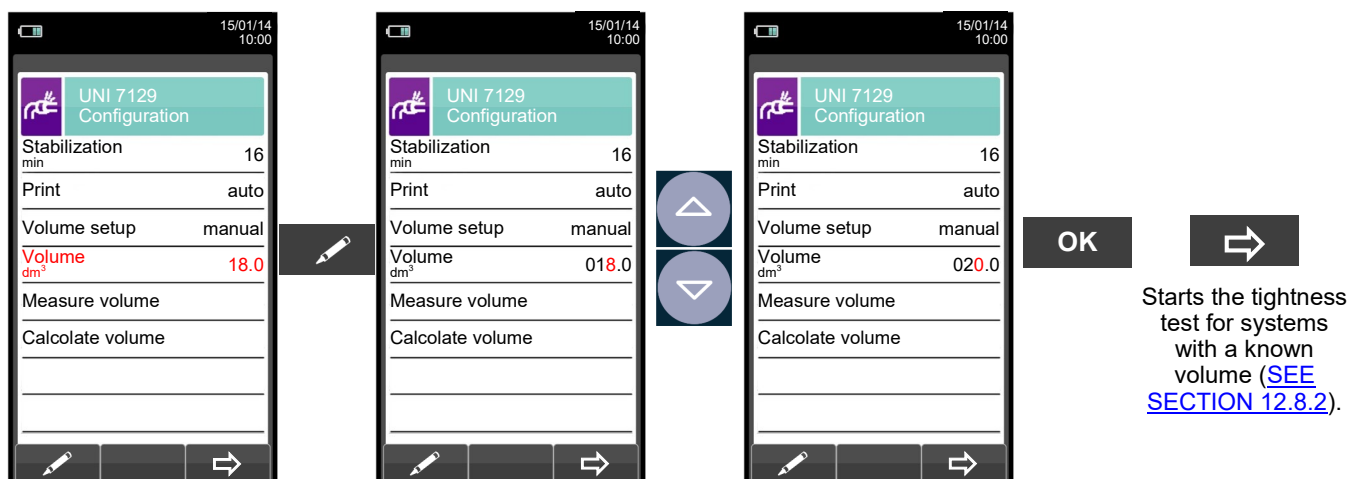 15/01/14
10:00
UNI 7129
Configuration
Stabilization
min
16
Print
auto
Volume setup
manual
Volume
dm³
18.0
Measure volume
Calcolate volume
15/01/14
10:00
UNI 7129
Configuration
Stabilization
min
16
Print
auto
Volume setup
manual
Volume
dm³
018.0
Measure volume
Calcolate volume
15/01/14
10:00
UNI 7129
Configuration
Stabilization
min
16
Print
auto
Volume setup
manual
Volume
dm³
020.0
Measure volume
Calcolate volume
OK
Starts the tightness
test for systems
with a known
volume (SEE
SECTION 12.8.2).